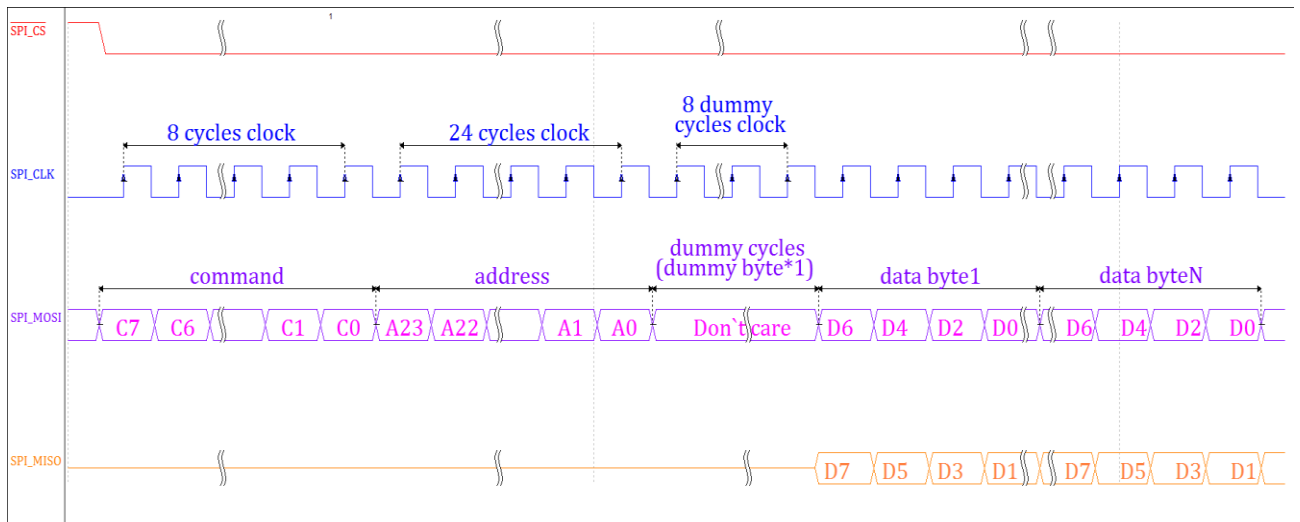 1
SPI_CS
8 dummy
cycles clock
8 cycles clock
24 cycles clock
SPI_CLK
dummy cycles
(dummy byte*1)
command
address
data byte1
data byteN
SPI_MOSI
C7 C6 C1 C0 A23 A22 A1 A0 Don`t care D6 D4 D2 D0 D6 D4 D2 D0
SPI_MISO
D7 D5 D3 D1 D7 D5 D3 D1